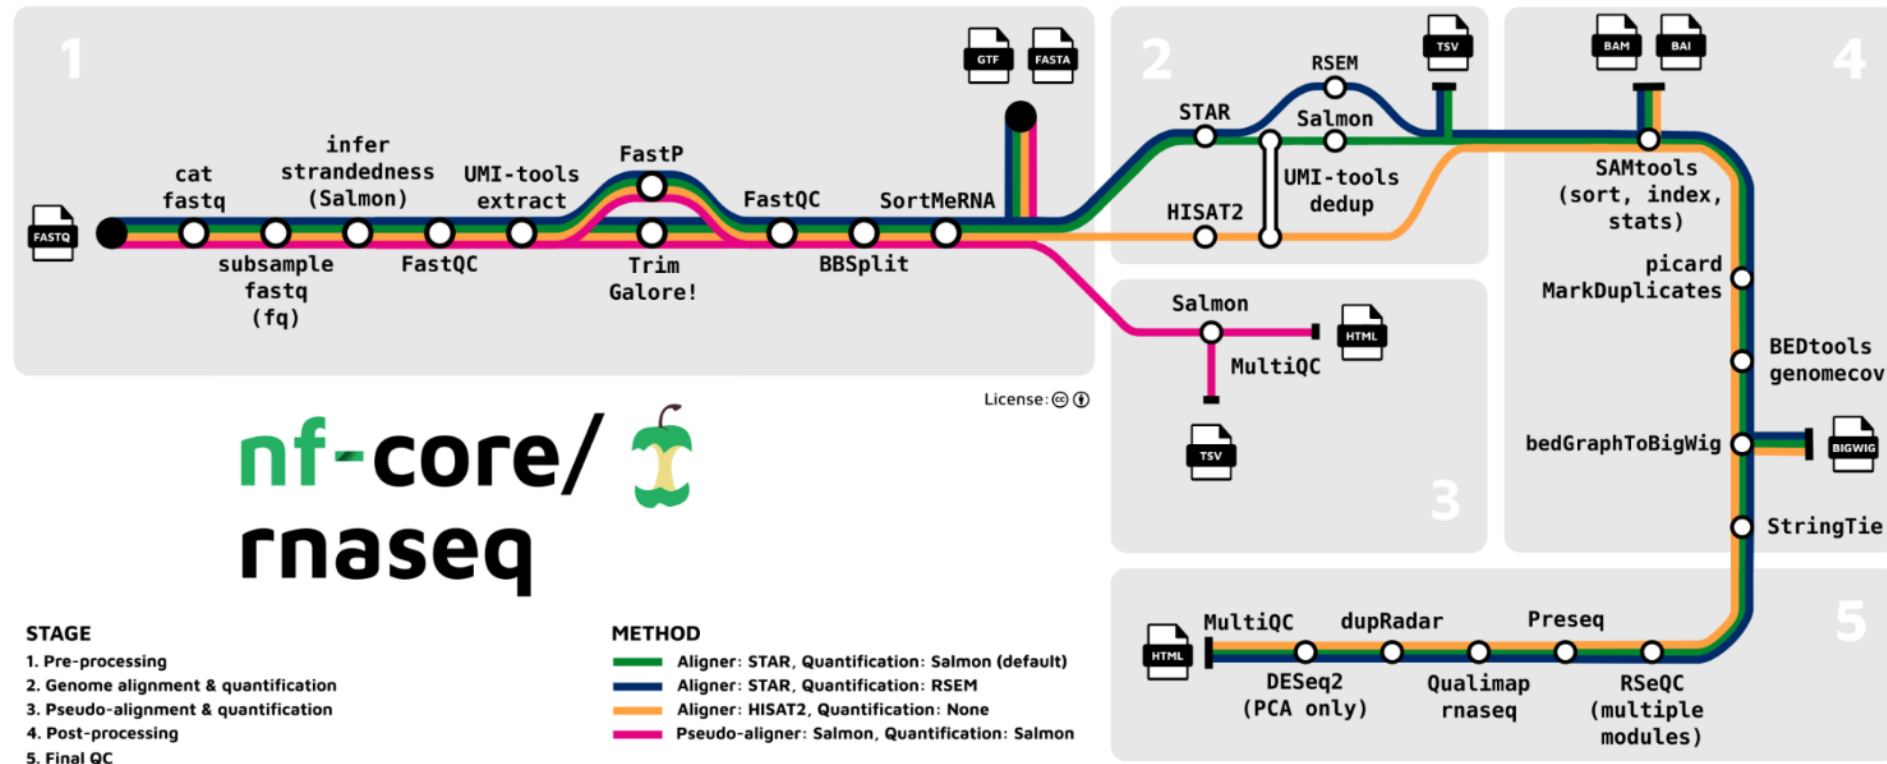 1
FASTQ
cat
fastq
subsample
fastq
(fq)
infer
strandedness
(Salmon)
FastQC
UMI-tools
extract
FastP
Trim
Galore!
FastQC
BBSplit
SortMeRNA
GTF
FASTA
2
STAR
RSEM
Salmon
UMI-tools
dedup
HISAT2
TSV
3
Salmon
MultiQC
HTML
TSV
4
BAM
BAI
SAMtools
(sort, index,
stats)
picard
MarkDuplicates
BEDtools
genomecov
bedGraphToBigWig
BIGWIG
StringTie
5
HTML
MultiQC
DESeq2
(PCA only)
dupRadar
Qualimap
rnaseq
Preseq
RSeQC
(multiple
modules)
License: cc
nf-core/
rnaseq
STAGE
1. Pre-processing
2. Genome alignment & quantification
3. Pseudo-alignment & quantification
4. Post-processing
5. Final QC
METHOD
Aligner: STAR, Quantification: Salmon (default)
Aligner: STAR, Quantification: RSEM
Aligner: HISAT2, Quantification: None
Pseudo-aligner: Salmon, Quantification: Salmon